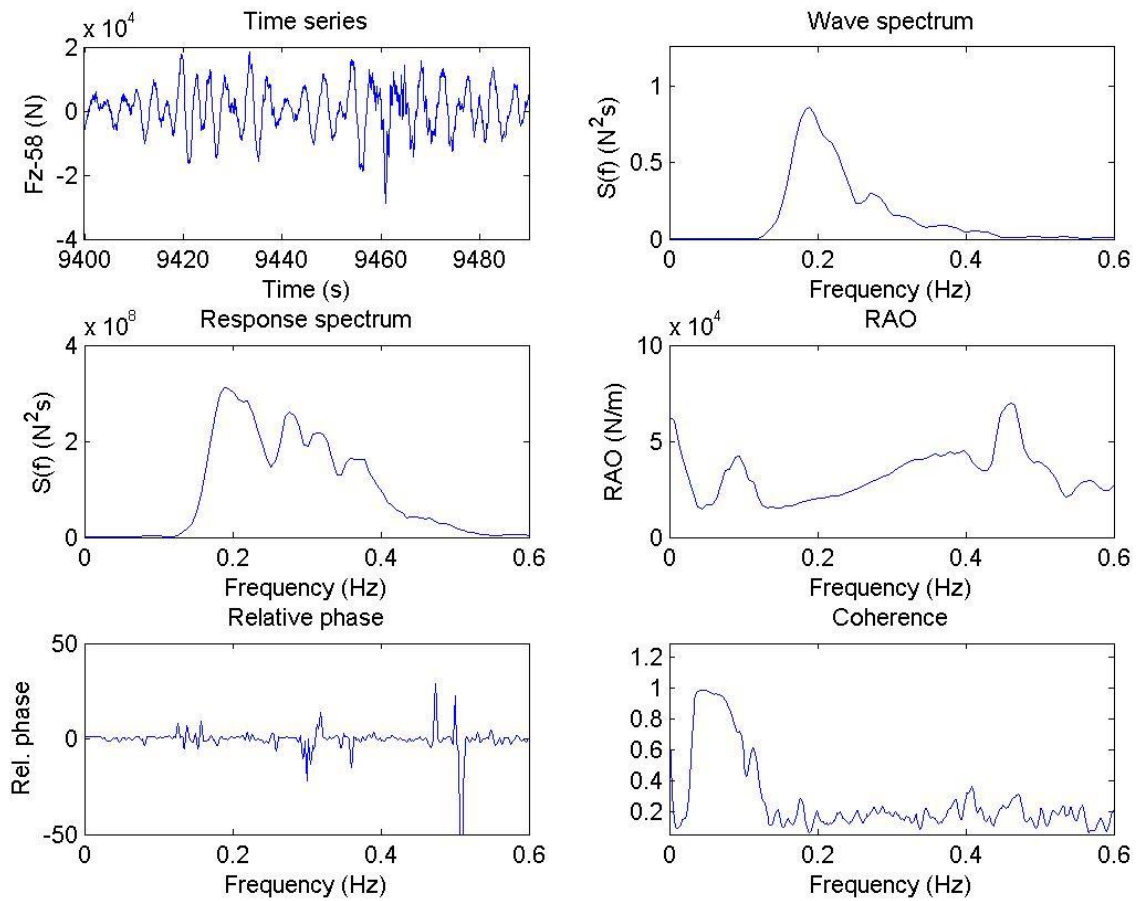 Time series
x 10^4
2
0
-2
-4
Fz-58 (N)
9400 9420 9440 9460 9480
Time (s)
Wave spectrum
1
0.5
0
S(f) (N^2s)
0 0.2 0.4 0.6
Frequency (Hz)
Response spectrum
x 10^8
4
2
0
S(f) (N^2s)
0 0.2 0.4 0.6
Frequency (Hz)
RAO
x 10^4
10
5
0
RAO (N/m)
0 0.2 0.4 0.6
Frequency (Hz)
Relative phase
50
0
-50
Rel. phase
0 0.2 0.4 0.6
Frequency (Hz)
Coherence
1.2
1
0.8
0.6
0.4
0.2
0 0.2 0.4 0.6
Frequency (Hz)